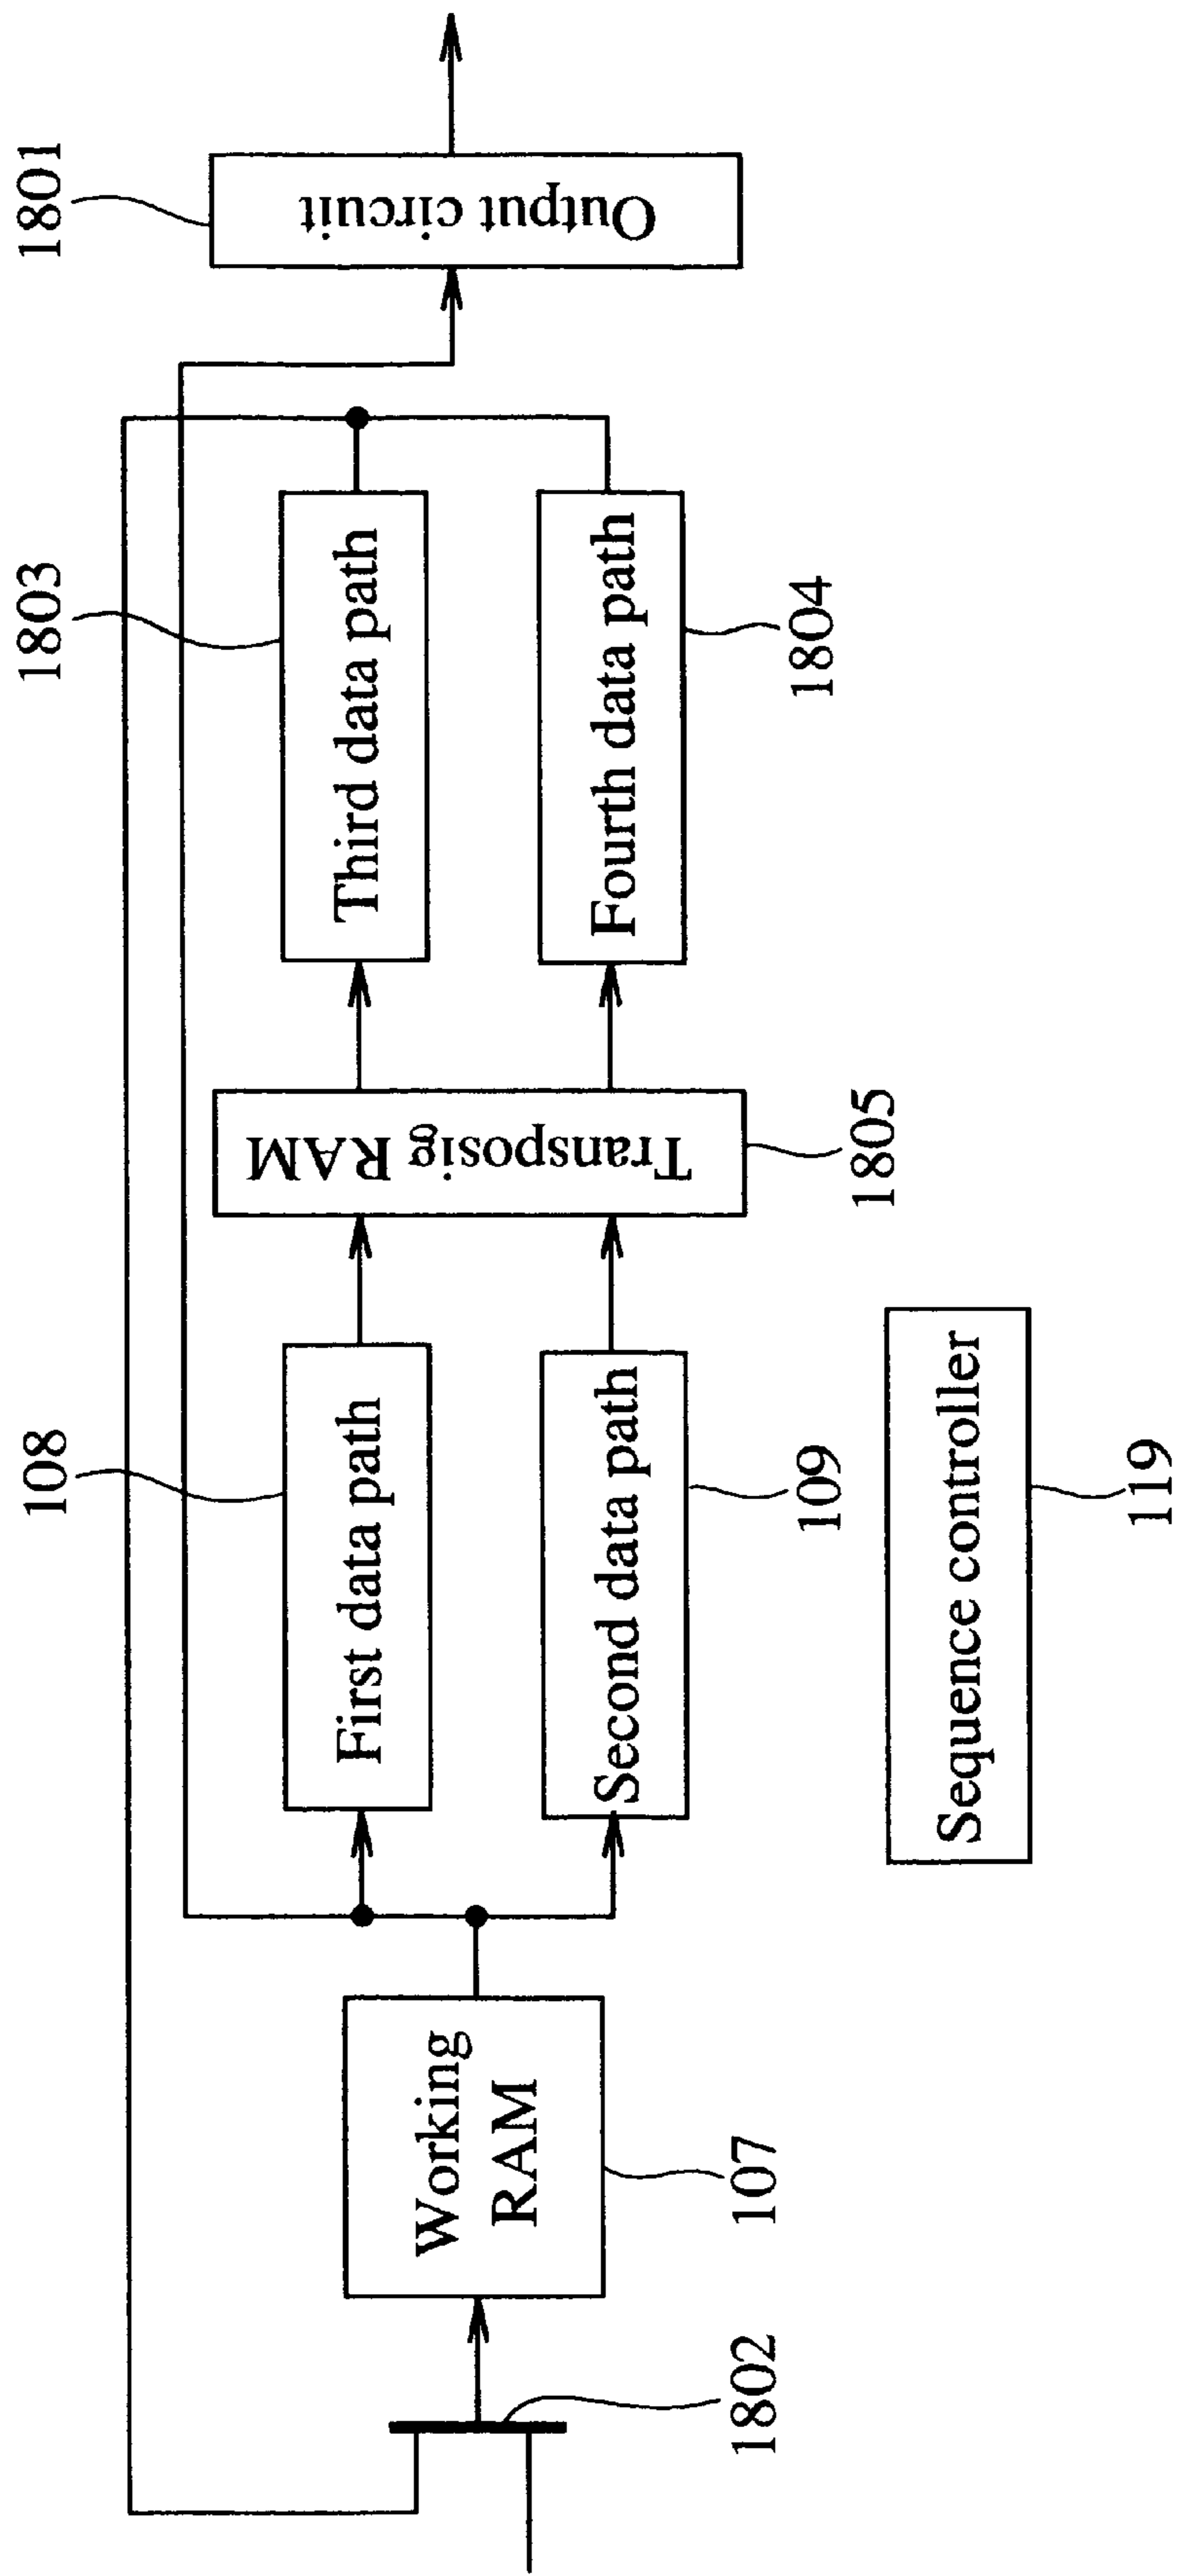 1801
Output circuit
1803
Third data path
Fourth data path
1804
Transposig RAM
1805
108
First data path
Second data path
109
Sequence controller
119
Working
RAM
107
1802